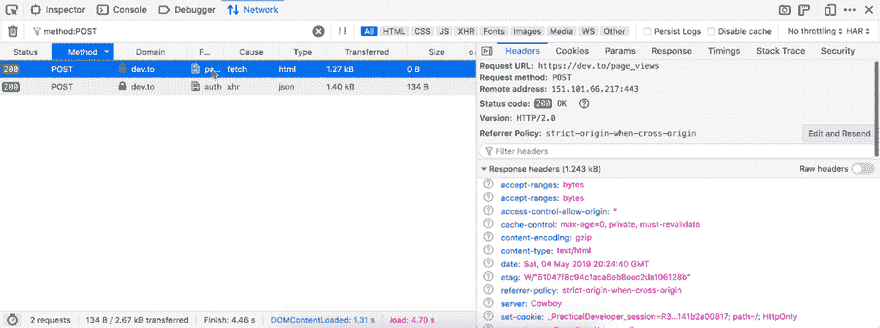 Inspector Console Debugger Network
method:POST All HTML CSS JS XHR Fonts Images Media WS Other Persist Logs Disable cache No throttling HAR
Status Method Domain F... Cause Type Transferred Size
200 POST dev.to pa... fetch html 1.27 kB 0 B
200 POST dev.to auth xhr json 1.40 kB 134 B
Headers Cookies Params Response Timings Stack Trace Security
Request URL: https://dev.to/page_views
Request method: POST
Remote address: 151.101.66.217:443
Status code: 200 OK
Version: HTTP/2.0
Referrer Policy: strict-origin-when-cross-origin Edit and Resend
Filter headers
Response headers (1.243 kB) Raw headers
accept-ranges: bytes
accept-ranges: bytes
access-control-allow-origin: *
cache-control: max-age=0, private, must-revalidate
content-encoding: gzip
content-type: text/html
date: Sat, 04 May 2019 20:24:40 GMT
etag:
referrer-policy: strict-origin-when-cross-origin
server: Cowboy
set-cookie: _PracticalDeveloper_session=R3...141b2a00817; path=/; HttpOnly
2 requests 134 B / 2.67 kB transferred Finish: 4.46 s DOMContentLoaded: 1.31 s load: 4.70 s